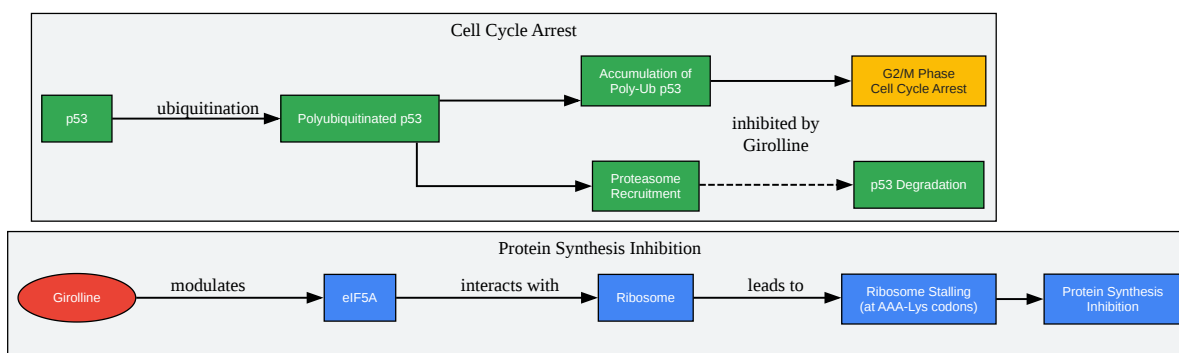 Cell Cycle Arrest
p53
ubiquitination
Polyubiquitinated p53
Accumulation of
Poly-Ub p53
G2/M Phase
Cell Cycle Arrest
inhibited by
Girolline
Proteasome
Recruitment
p53 Degradation
Protein Synthesis Inhibition
Girolline
modulates
eIF5A
interacts with
Ribosome
leads to
Ribosome Stalling
(at AAA-Lys codons)
Protein Synthesis
Inhibition